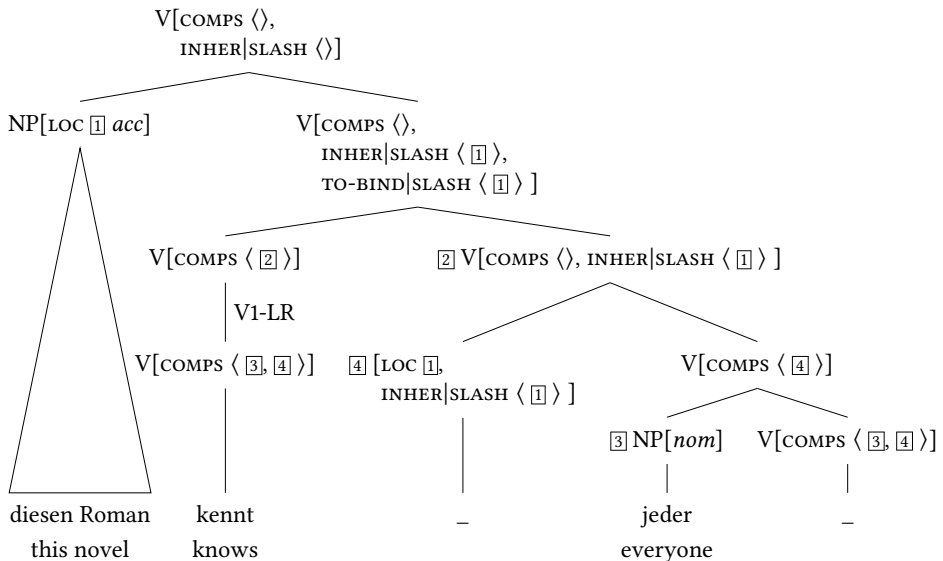 V[COMPS ⟨⟩,
INHER|SLASH ⟨⟩]
NP[LOC 1 acc]
V[COMPS ⟨⟩,
INHER|SLASH ⟨ 1 ⟩,
TO-BIND|SLASH ⟨ 1 ⟩ ]
V[COMPS ⟨ 2 ⟩]
2 V[COMPS ⟨⟩, INHER|SLASH ⟨ 1 ⟩ ]
V1-LR
V[COMPS ⟨ 3, 4 ⟩]
4 [LOC 1,
INHER|SLASH ⟨ 1 ⟩ ]
V[COMPS ⟨ 4 ⟩]
3 NP[nom]
V[COMPS ⟨ 3, 4 ⟩]
diesen Roman kennt _ jeder _
this novel knows everyone